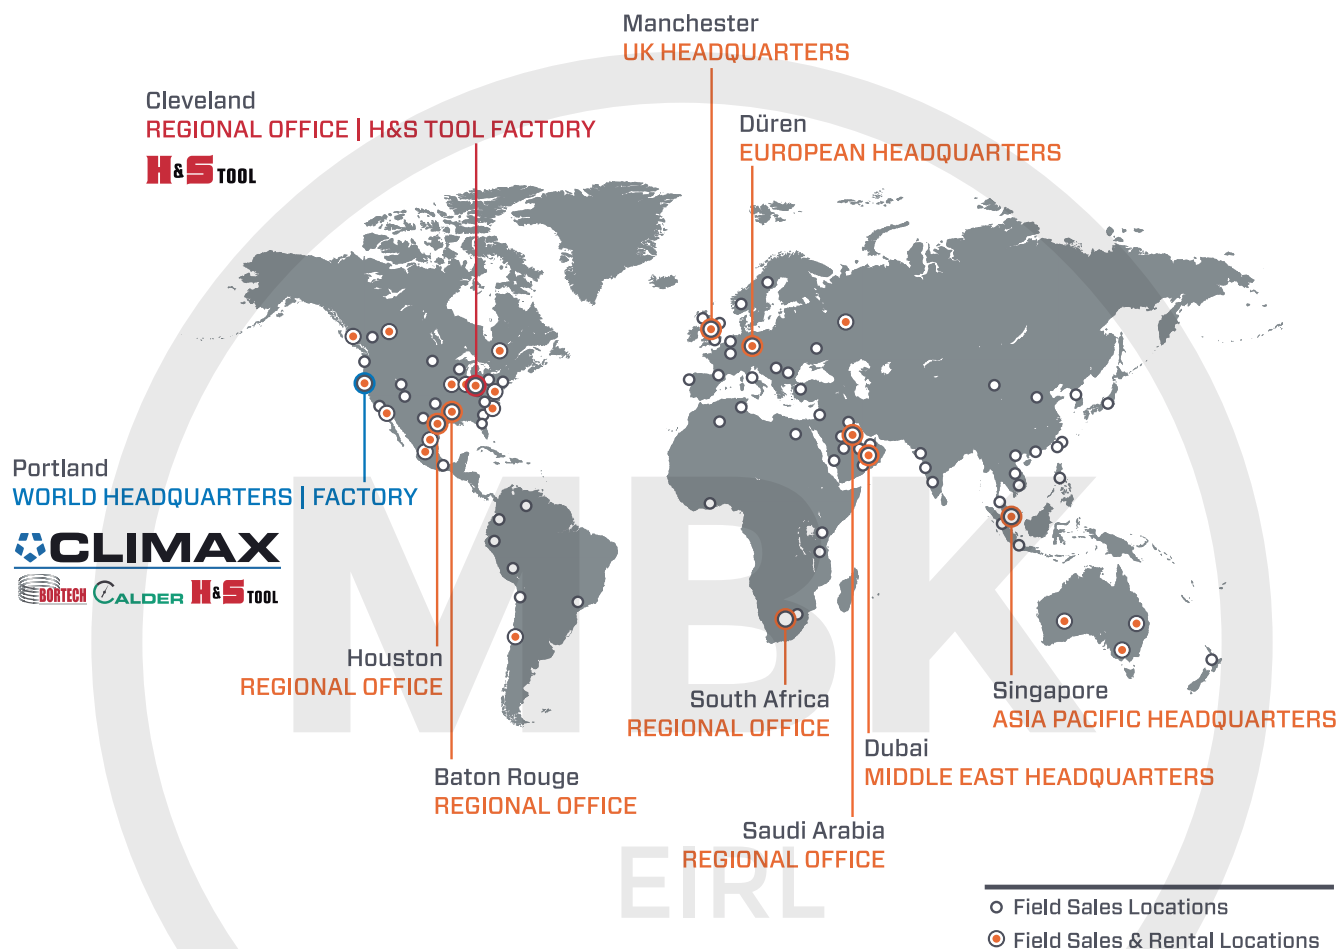 Manchester
UK HEADQUARTERS
Cleveland
REGIONAL OFFICE | H&S TOOL FACTORY
H&S TOOL
Düren
EUROPEAN HEADQUARTERS
Portland
WORLD HEADQUARTERS | FACTORY
CLIMAX
BORTECH CALDER H&S TOOL
Houston
REGIONAL OFFICE
South Africa
REGIONAL OFFICE
Singapore
ASIA PACIFIC HEADQUARTERS
Dubai
MIDDLE EAST HEADQUARTERS
Baton Rouge
REGIONAL OFFICE
Saudi Arabia
REGIONAL OFFICE
MBK
EIRL
Field Sales Locations
Field Sales & Rental Locations